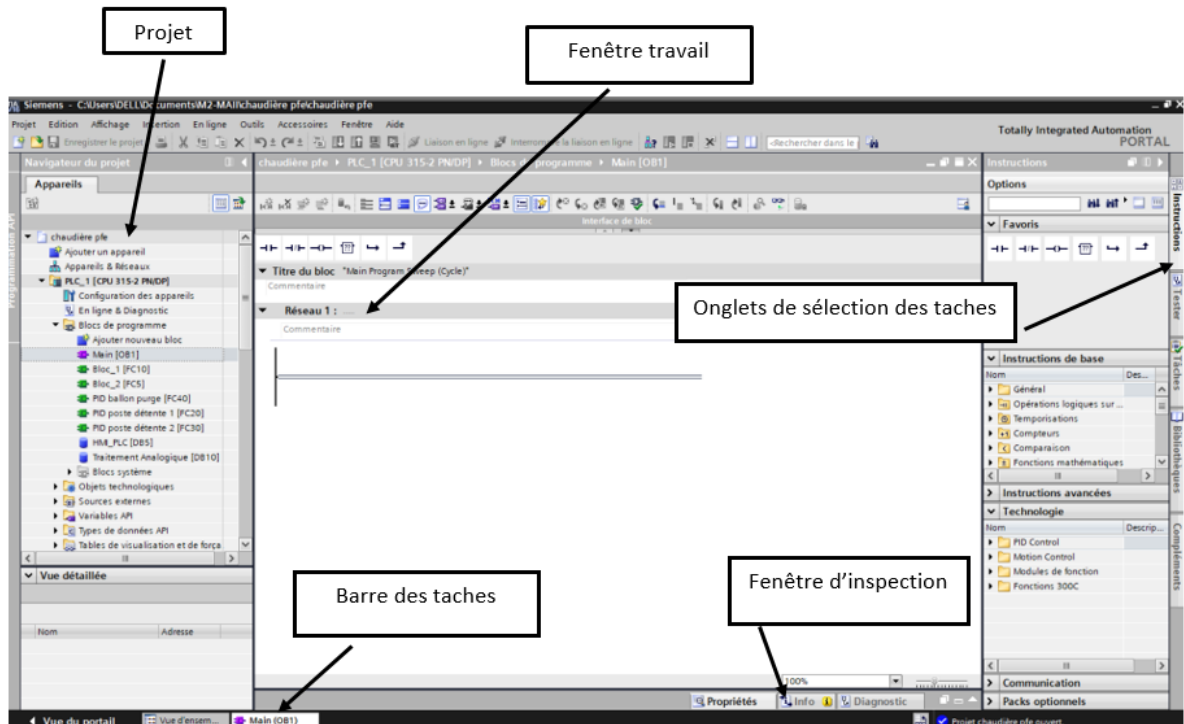 Projet
Fenêtre travail
Siemens - C:\Users\DELL\Documents\M2-MAII\chaudière pfe\chaudière pfe
Projet Edition Affichage Insertion En ligne Outils Accessoires Fenêtre Aide
Totally Integrated Automation
PORTAL
Enregistrer le projet
Liaison en ligne
Interrompre la liaison en ligne
<Rechercher dans le
Navigateur du projet
chaudière pfe PLC_1 [CPU 315-2 PN/DP] Blocs de programme Main [OB1]
Instructions
Appareils
Options
Interface de bloc
Favoris
Programmation API
chaudière pfe
Ajouter un appareil
Appareils & Réseaux
PLC_1 [CPU 315-2 PN/DP]
Configuration des appareils
En ligne & Diagnostic
Blocs de programme
Ajouter nouveau bloc
Main [OB1]
Bloc_1 [FC10]
Bloc_2 [FC5]
PID ballon purge [FC40]
PID poste détente 1 [FC20]
PID poste détente 2 [FC30]
HMI_PLC [DB5]
Traitement Analogique [DB10]
Blocs système
Objets technologiques
Sources externes
Variables API
Types de données API
Tables de visualisation et de força
Vue détaillée
Nom Adresse
Titre du bloc "Main Program Sweep (Cycle)"
Commentaire
Réseau 1 : .....
Commentaire
Onglets de sélection des taches
Instructions de base
Nom Des...
Général
Opérations logiques sur ...
Temporisations
Compteurs
Comparaison
Fonctions mathématiques
Instructions avancées
Technologie
Nom Descrip...
PID Control
Motion Control
Modules de fonction
Fonctions 300C
Communication
Packs optionnels
Instructions
Tester
Tâches
Bibliothèques
Compléments
Barre des taches
Fenêtre d'inspection
100%
Propriétés Info Diagnostic
Vue du portail Vue d'ensem... Main (OB1)
Projet chaudière pfe ouvert